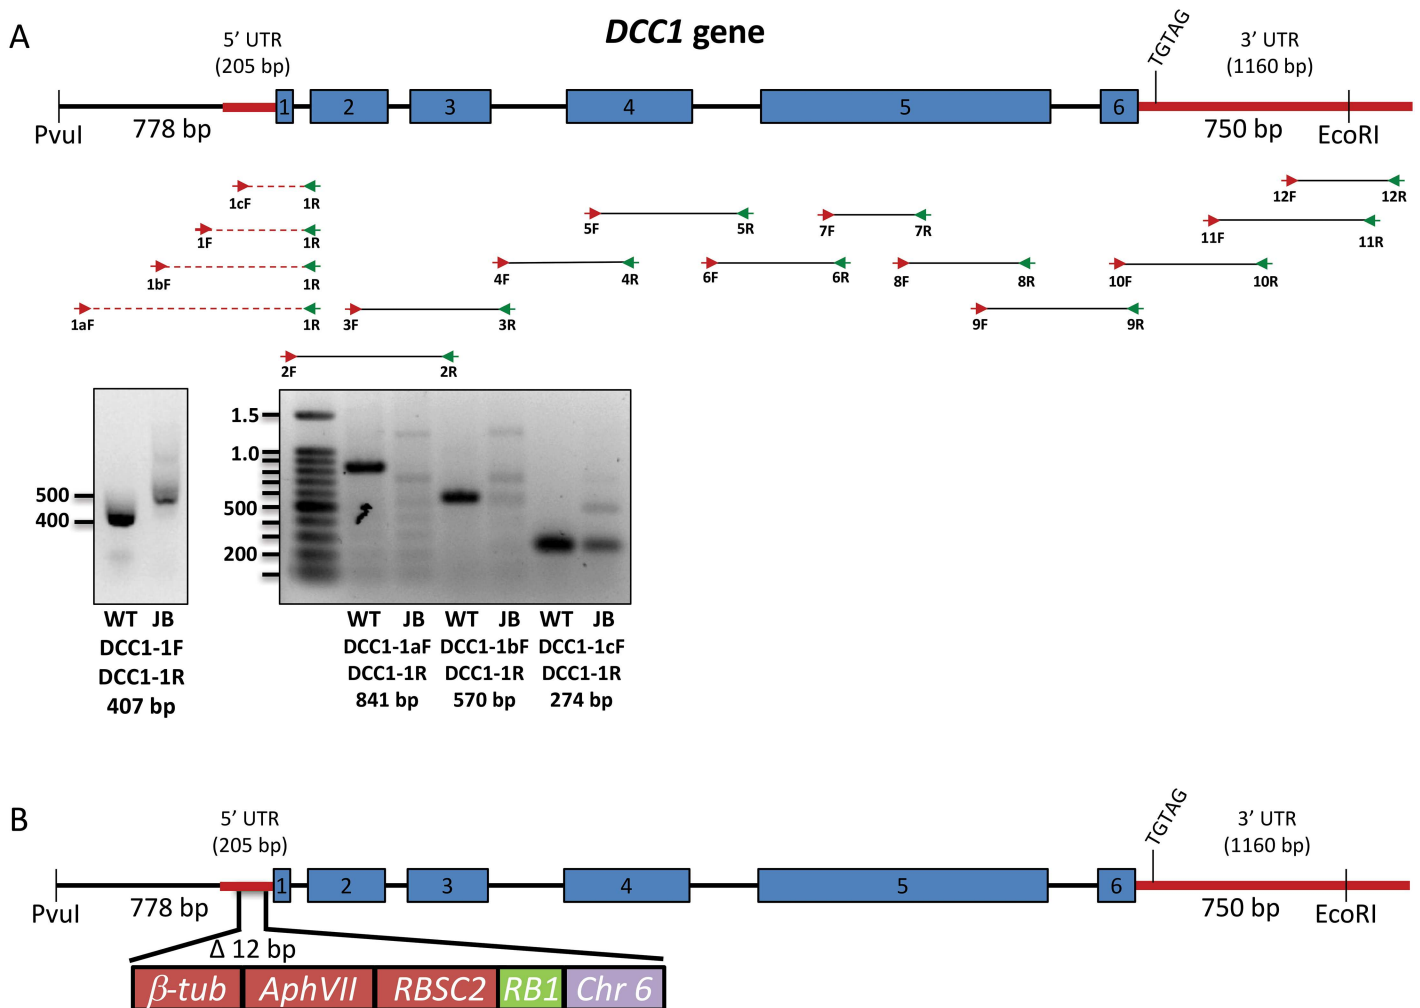 A
DCC1 gene
5’ UTR
(205 bp)
TGTAG
3’ UTR
(1160 bp)
1 2 3 4 5 6
PvuI 778 bp 750 bp EcoRI
1cF 1R
12F 12R
5F 5R 7F 7R
1F 1R
11F 11R
1bF 1R
4F 4R 6F 6R 8F 8R 10F 10R
1aF 1R 3F 3R 9F 9R
2F 2R
1.5
1.0
500
400
500
200
WT JB
DCC1-1F
DCC1-1R
407 bp
WT JB WT JB WT JB
DCC1-1aF DCC1-1bF DCC1-1cF
DCC1-1R DCC1-1R DCC1-1R
841 bp 570 bp 274 bp
B
5’ UTR
(205 bp)
TGTAG
3’ UTR
(1160 bp)
1 2 3 4 5 6
PvuI 778 bp 750 bp EcoRI
Δ 12 bp
β-tub AphVII RBSC2 RB1 Chr 6